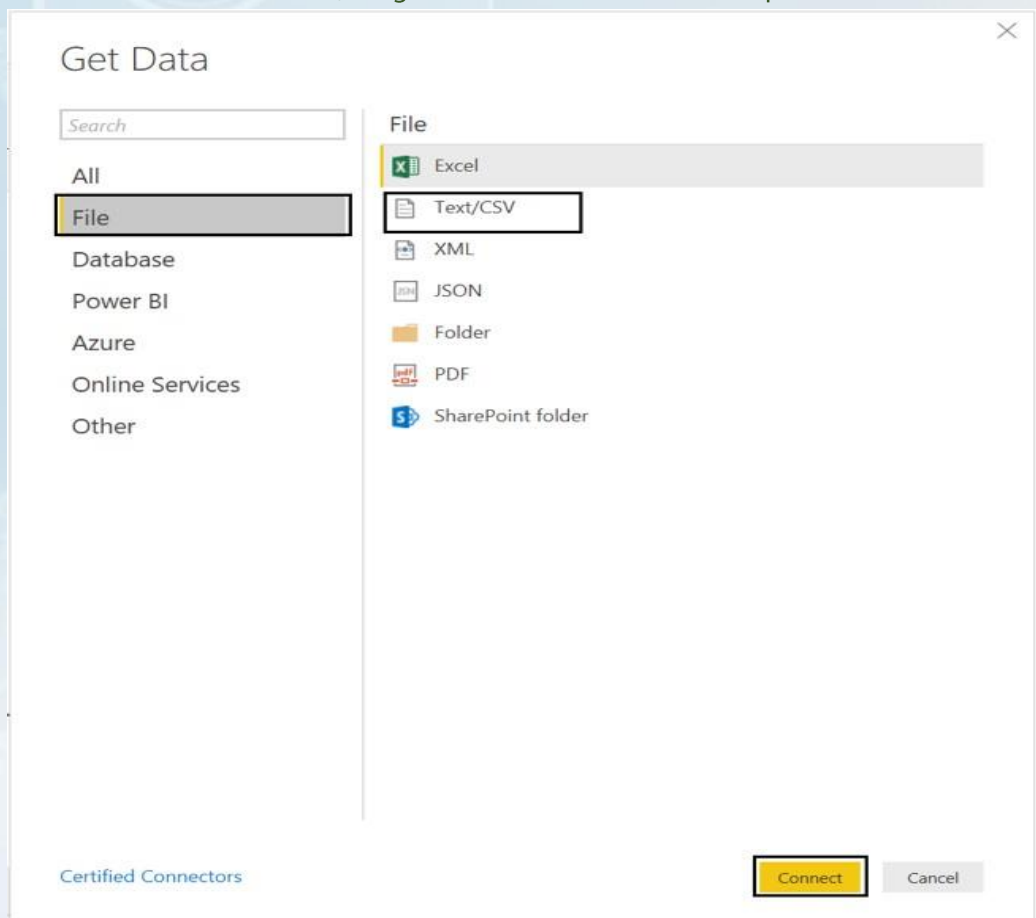 Get Data
Search
All
File
Database
Power BI
Azure
Online Services
Other
File
Excel
Text/CSV
XML
JSON
Folder
PDF
SharePoint folder
Certified Connectors
Connect
Cancel